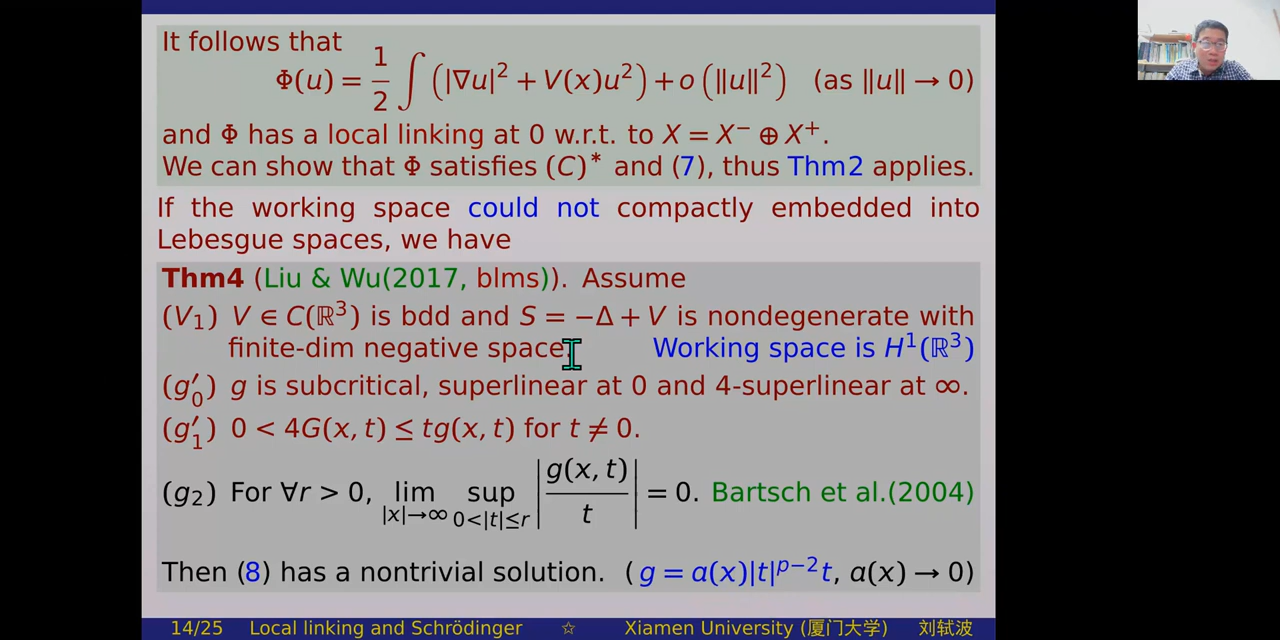 It follows that
Φ(u) = 1/2 ∫ (|∇u|² + V(x)u²) + o (‖u‖²) (as ‖u‖ → 0)
and Φ has a local linking at 0 w.r.t. to X = X⁻ ⊕ X⁺.
We can show that Φ satisfies (C)* and (7), thus Thm2 applies.
If the working space could not compactly embedded into
Lebesgue spaces, we have
Thm4 (Liu & Wu(2017, blms)). Assume
(V₁) V ∈ C(ℝ³) is bdd and S = −Δ + V is nondegenerate with
finite-dim negative space. Working space is H¹(ℝ³)
(g₀′) g is subcritical, superlinear at 0 and 4-superlinear at ∞.
(g₁′) 0 < 4G(x, t) ≤ tg(x, t) for t ≠ 0.
(g₂) For ∀r > 0, lim_{|x|→∞} sup_{0<|t|≤r} |g(x, t)/t| = 0. Bartsch et al.(2004)
Then (8) has a nontrivial solution. ( g = a(x)|t|ᵖ⁻²t, a(x) → 0)
14/25 Local linking and Schrödinger ☆ Xiamen University (厦门大学) 刘轼波